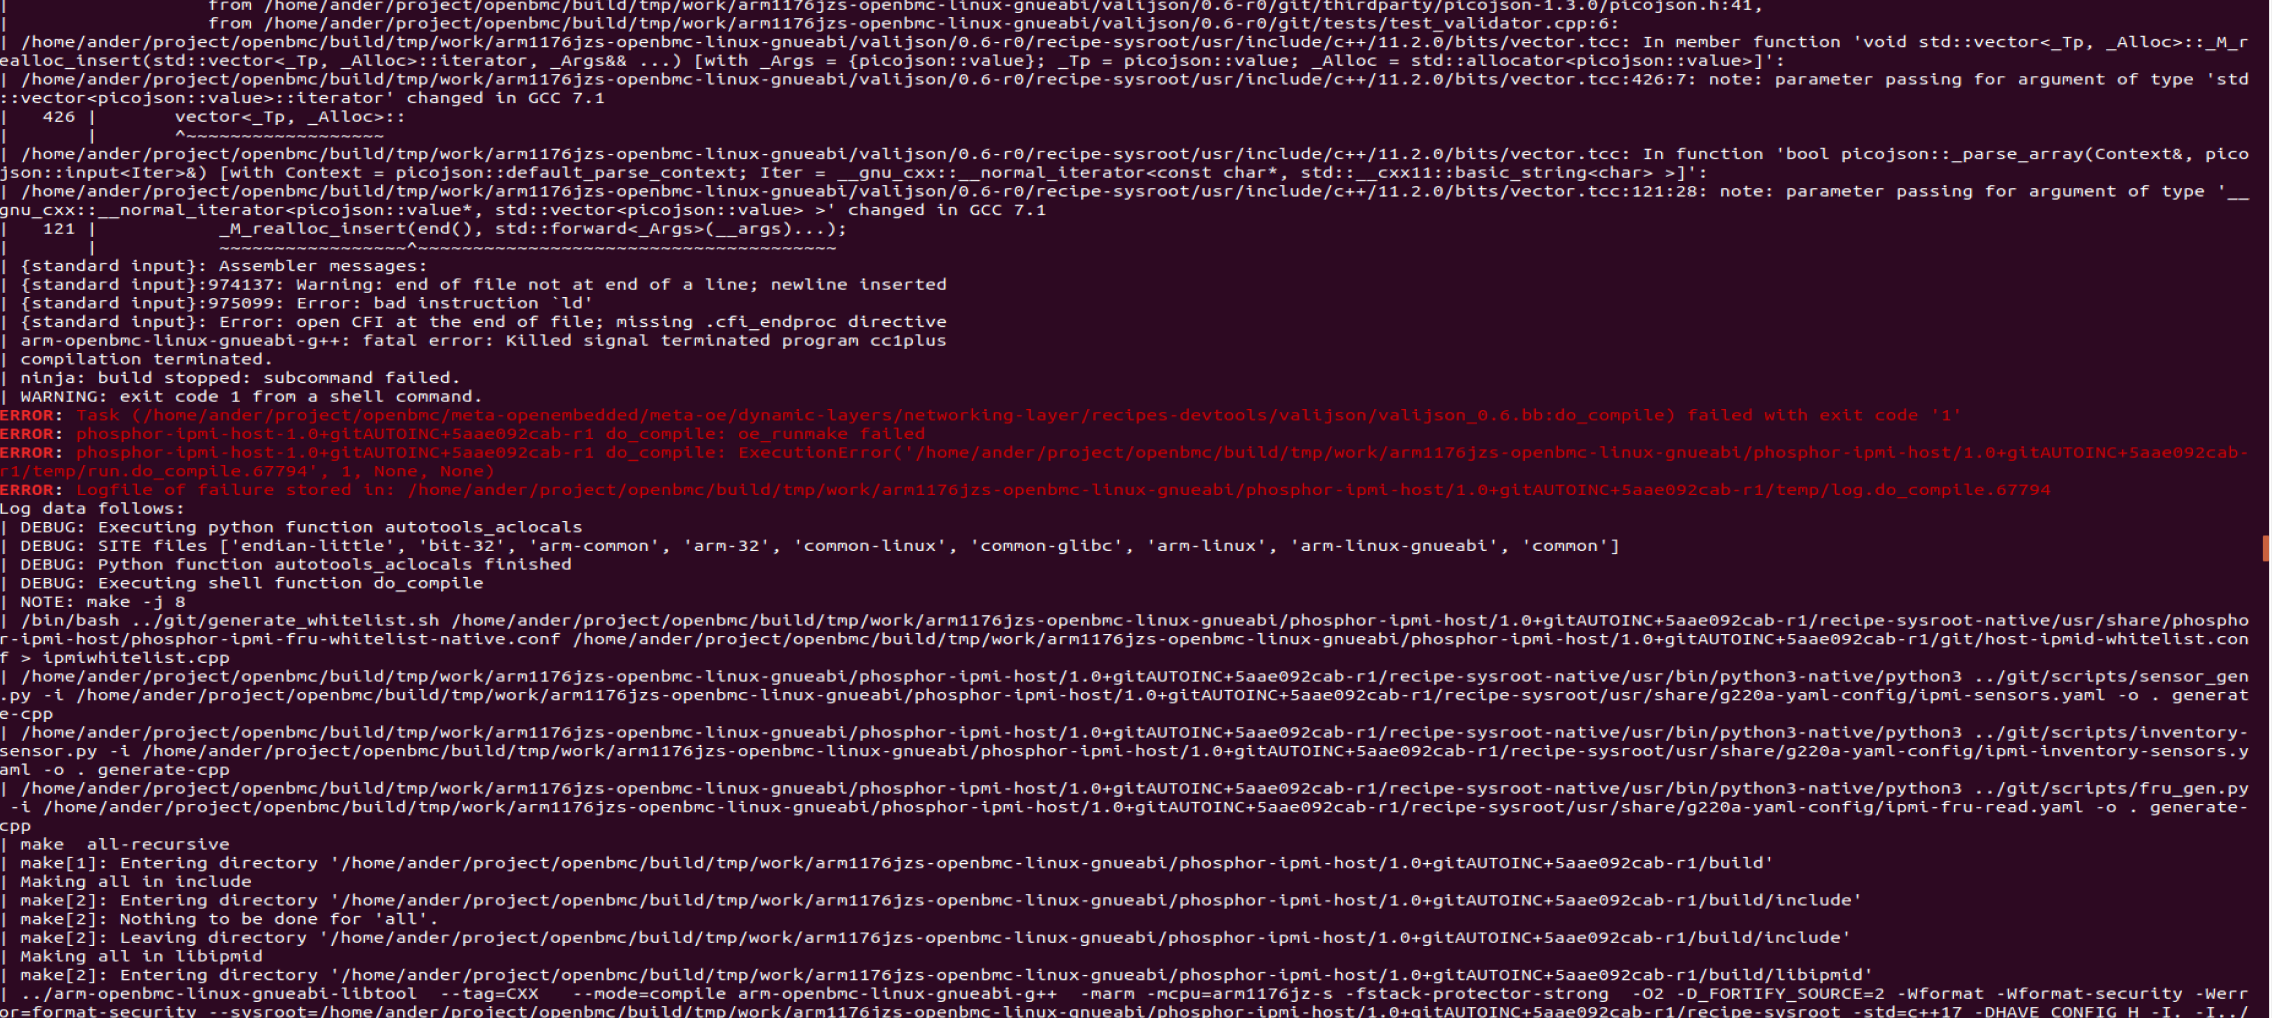 |                  from /home/ander/project/openbmc/build/tmp/work/arm1176jzs-openbmc-linux-gnueabi/valijson/0.6-r0/git/thirdparty/picojson-1.3.0/picojson.h:41,
|                  from /home/ander/project/openbmc/build/tmp/work/arm1176jzs-openbmc-linux-gnueabi/valijson/0.6-r0/git/tests/test_validator.cpp:6:
| /home/ander/project/openbmc/build/tmp/work/arm1176jzs-openbmc-linux-gnueabi/valijson/0.6-r0/recipe-sysroot/usr/include/c++/11.2.0/bits/vector.tcc: In member function 'void std::vector<_Tp, _Alloc>::_M_r
ealloc_insert(std::vector<_Tp, _Alloc>::iterator, _Args&& ...) [with _Args = {picojson::value}; _Tp = picojson::value; _Alloc = std::allocator<picojson::value>]':
| /home/ander/project/openbmc/build/tmp/work/arm1176jzs-openbmc-linux-gnueabi/valijson/0.6-r0/recipe-sysroot/usr/include/c++/11.2.0/bits/vector.tcc:426:7: note: parameter passing for argument of type 'std
::vector<picojson::value>::iterator' changed in GCC 7.1
|   426 |       vector<_Tp, _Alloc>::
|       |       ^~~~~~~~~~~~~~~~~~~
| /home/ander/project/openbmc/build/tmp/work/arm1176jzs-openbmc-linux-gnueabi/valijson/0.6-r0/recipe-sysroot/usr/include/c++/11.2.0/bits/vector.tcc: In function 'bool picojson::_parse_array(Context&, pico
json::input<Iter>&) [with Context = picojson::default_parse_context; Iter = __gnu_cxx::__normal_iterator<const char*, std::__cxx11::basic_string<char> >]':
| /home/ander/project/openbmc/build/tmp/work/arm1176jzs-openbmc-linux-gnueabi/valijson/0.6-r0/recipe-sysroot/usr/include/c++/11.2.0/bits/vector.tcc:121:28: note: parameter passing for argument of type '__
gnu_cxx::__normal_iterator<picojson::value*, std::vector<picojson::value> >' changed in GCC 7.1
|   121 |           _M_realloc_insert(end(), std::forward<_Args>(__args)...);
|       |           ~~~~~~~~~~~~~~~~~^~~~~~~~~~~~~~~~~~~~~~~~~~~~~~~~~~~~~~~
| {standard input}: Assembler messages:
| {standard input}:974137: Warning: end of file not at end of a line; newline inserted
| {standard input}:975099: Error: bad instruction `ld'
| {standard input}: Error: open CFI at the end of file; missing .cfi_endproc directive
| arm-openbmc-linux-gnueabi-g++: fatal error: Killed signal terminated program cc1plus
| compilation terminated.
| ninja: build stopped: subcommand failed.
| WARNING: exit code 1 from a shell command.
ERROR: Task (/home/ander/project/openbmc/meta-openembedded/meta-oe/dynamic-layers/networking-layer/recipes-devtools/valijson/valijson_0.6.bb:do_compile) failed with exit code '1'
ERROR: phosphor-ipmi-host-1.0+gitAUTOINC+5aae092cab-r1 do_compile: oe_runmake failed
ERROR: phosphor-ipmi-host-1.0+gitAUTOINC+5aae092cab-r1 do_compile: ExecutionError('/home/ander/project/openbmc/build/tmp/work/arm1176jzs-openbmc-linux-gnueabi/phosphor-ipmi-host/1.0+gitAUTOINC+5aae092cab-
r1/temp/run.do_compile.67794', 1, None, None)
ERROR: Logfile of failure stored in: /home/ander/project/openbmc/build/tmp/work/arm1176jzs-openbmc-linux-gnueabi/phosphor-ipmi-host/1.0+gitAUTOINC+5aae092cab-r1/temp/log.do_compile.67794
Log data follows:
| DEBUG: Executing python function autotools_aclocals
| DEBUG: SITE files ['endian-little', 'bit-32', 'arm-common', 'arm-32', 'common-linux', 'common-glibc', 'arm-linux', 'arm-linux-gnueabi', 'common']
| DEBUG: Python function autotools_aclocals finished
| DEBUG: Executing shell function do_compile
| NOTE: make -j 8
| /bin/bash ../git/generate_whitelist.sh /home/ander/project/openbmc/build/tmp/work/arm1176jzs-openbmc-linux-gnueabi/phosphor-ipmi-host/1.0+gitAUTOINC+5aae092cab-r1/recipe-sysroot-native/usr/share/phospho
r-ipmi-host/phosphor-ipmi-fru-whitelist-native.conf /home/ander/project/openbmc/build/tmp/work/arm1176jzs-openbmc-linux-gnueabi/phosphor-ipmi-host/1.0+gitAUTOINC+5aae092cab-r1/git/host-ipmid-whitelist.con
f > ipmiwhitelist.cpp
| /home/ander/project/openbmc/build/tmp/work/arm1176jzs-openbmc-linux-gnueabi/phosphor-ipmi-host/1.0+gitAUTOINC+5aae092cab-r1/recipe-sysroot-native/usr/bin/python3-native/python3 ../git/scripts/sensor_gen
.py -i /home/ander/project/openbmc/build/tmp/work/arm1176jzs-openbmc-linux-gnueabi/phosphor-ipmi-host/1.0+gitAUTOINC+5aae092cab-r1/recipe-sysroot/usr/share/g220a-yaml-config/ipmi-sensors.yaml -o . generat
e-cpp
| /home/ander/project/openbmc/build/tmp/work/arm1176jzs-openbmc-linux-gnueabi/phosphor-ipmi-host/1.0+gitAUTOINC+5aae092cab-r1/recipe-sysroot-native/usr/bin/python3-native/python3 ../git/scripts/inventory-
sensor.py -i /home/ander/project/openbmc/build/tmp/work/arm1176jzs-openbmc-linux-gnueabi/phosphor-ipmi-host/1.0+gitAUTOINC+5aae092cab-r1/recipe-sysroot/usr/share/g220a-yaml-config/ipmi-inventory-sensors.y
aml -o . generate-cpp
| /home/ander/project/openbmc/build/tmp/work/arm1176jzs-openbmc-linux-gnueabi/phosphor-ipmi-host/1.0+gitAUTOINC+5aae092cab-r1/recipe-sysroot-native/usr/bin/python3-native/python3 ../git/scripts/fru_gen.py
 -i /home/ander/project/openbmc/build/tmp/work/arm1176jzs-openbmc-linux-gnueabi/phosphor-ipmi-host/1.0+gitAUTOINC+5aae092cab-r1/recipe-sysroot/usr/share/g220a-yaml-config/ipmi-fru-read.yaml -o . generate-
cpp
| make  all-recursive
| make[1]: Entering directory '/home/ander/project/openbmc/build/tmp/work/arm1176jzs-openbmc-linux-gnueabi/phosphor-ipmi-host/1.0+gitAUTOINC+5aae092cab-r1/build'
| Making all in include
| make[2]: Entering directory '/home/ander/project/openbmc/build/tmp/work/arm1176jzs-openbmc-linux-gnueabi/phosphor-ipmi-host/1.0+gitAUTOINC+5aae092cab-r1/build/include'
| make[2]: Nothing to be done for 'all'.
| make[2]: Leaving directory '/home/ander/project/openbmc/build/tmp/work/arm1176jzs-openbmc-linux-gnueabi/phosphor-ipmi-host/1.0+gitAUTOINC+5aae092cab-r1/build/include'
| Making all in libipmid
| make[2]: Entering directory '/home/ander/project/openbmc/build/tmp/work/arm1176jzs-openbmc-linux-gnueabi/phosphor-ipmi-host/1.0+gitAUTOINC+5aae092cab-r1/build/libipmid'
| ../arm-openbmc-linux-gnueabi-libtool  --tag=CXX   --mode=compile arm-openbmc-linux-gnueabi-g++  -marm -mcpu=arm1176jz-s -fstack-protector-strong  -O2 -D_FORTIFY_SOURCE=2 -Wformat -Wformat-security -Werr
or=format-security --sysroot=/home/ander/project/openbmc/build/tmp/work/arm1176jzs-openbmc-linux-gnueabi/phosphor-ipmi-host/1.0+gitAUTOINC+5aae092cab-r1/recipe-sysroot -std=c++17 -DHAVE_CONFIG_H -I. -I../